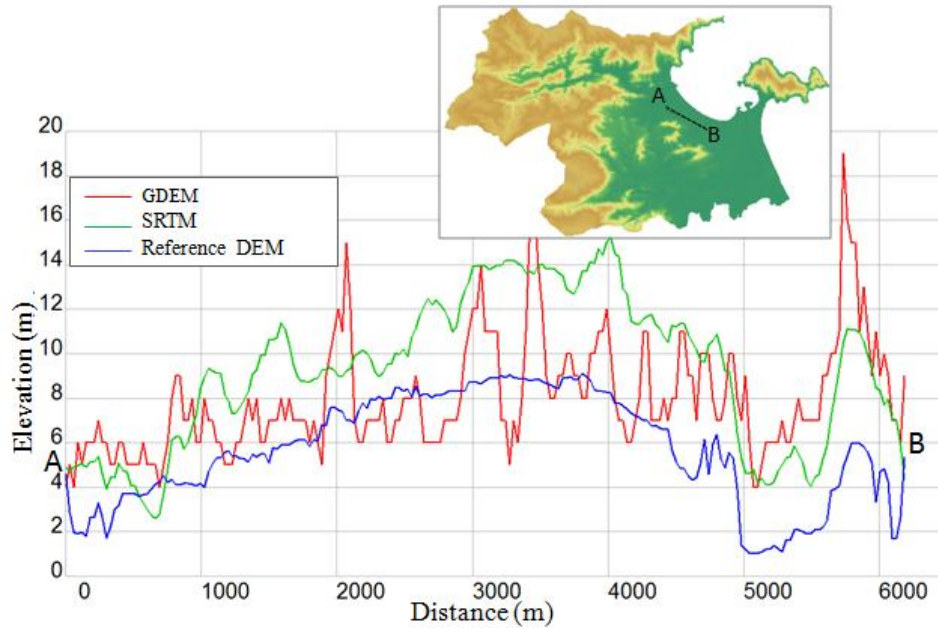 A
B
20
18
16
14
12
10
8
6
4
2
0
GDEM
SRTM
Reference DEM
Elevation (m)
A
B
0 1000 2000 3000 4000 5000 6000
Distance (m)